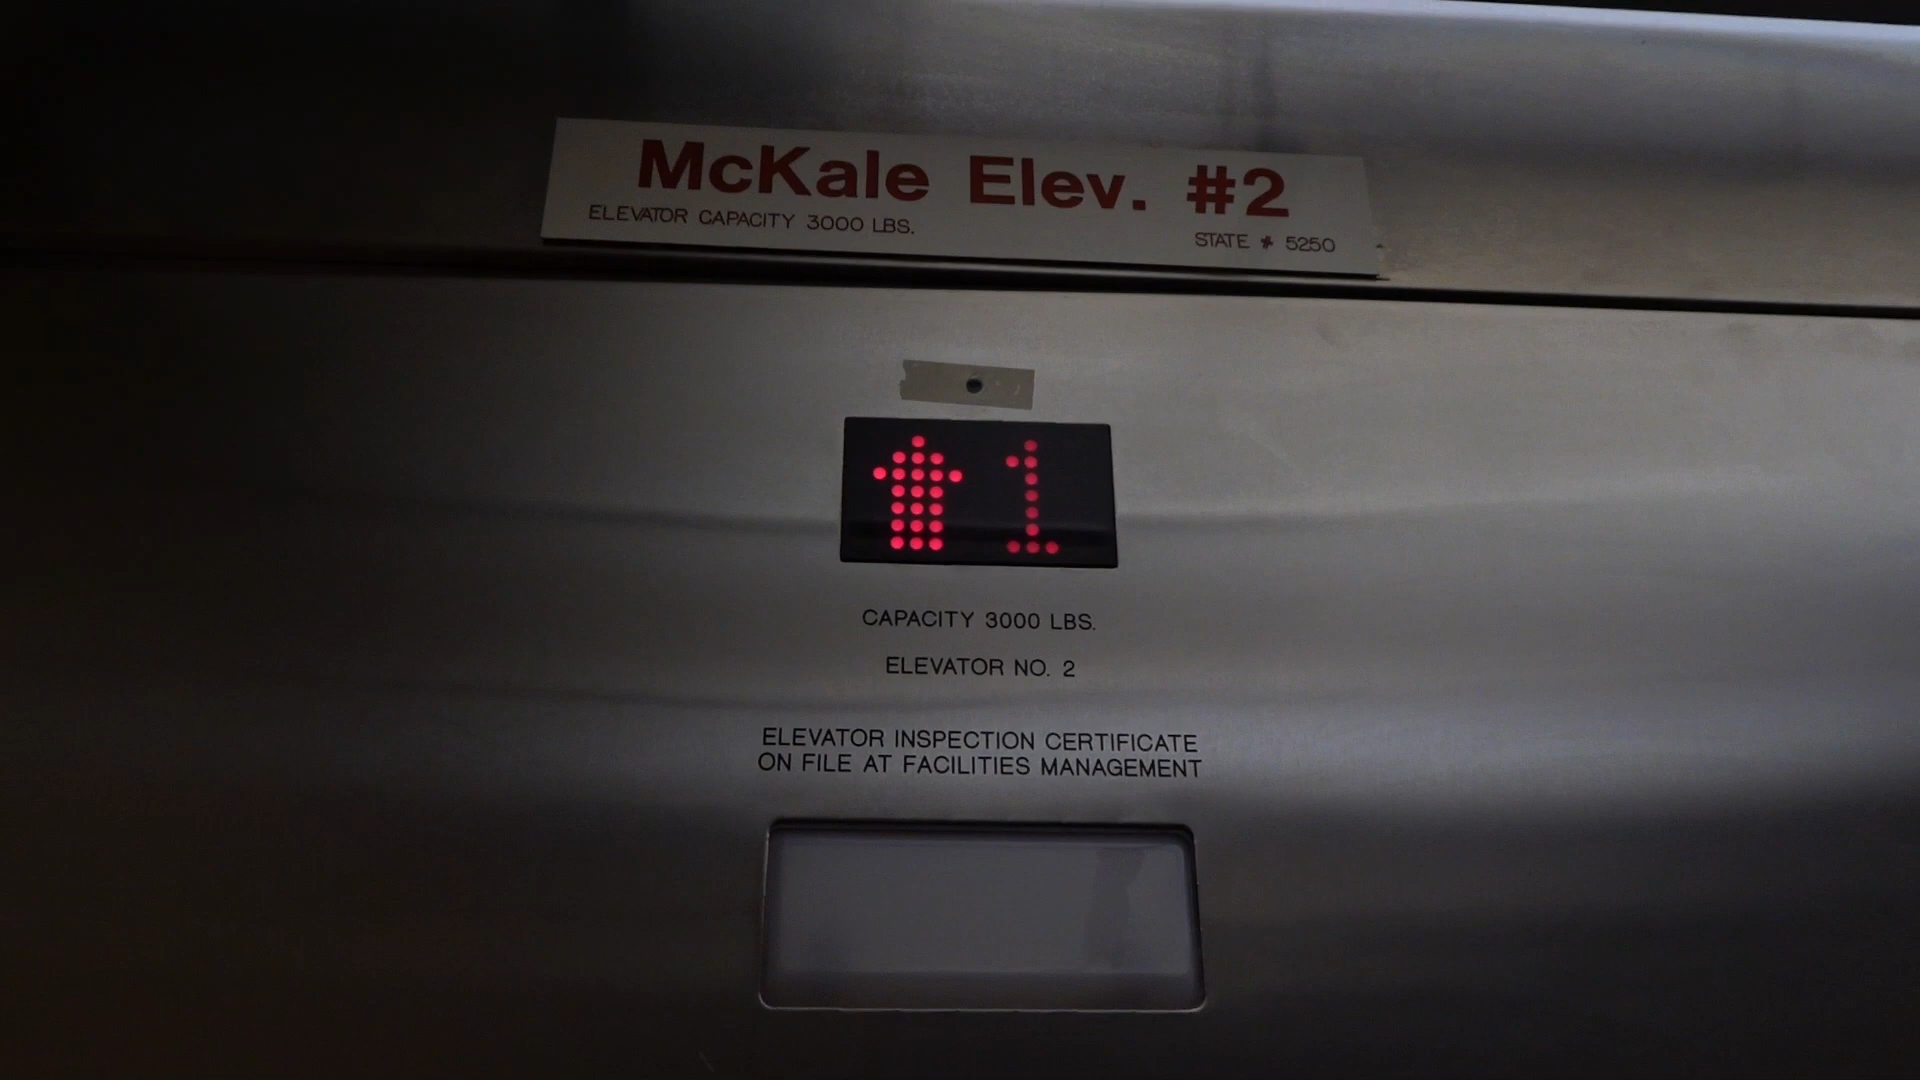 McKale Elev. #2
ELEVATOR CAPACITY 3000 LBS.
STATE # 5250
1
CAPACITY 3000 LBS.
ELEVATOR NO. 2
ELEVATOR INSPECTION CERTIFICATE
ON FILE AT FACILITIES MANAGEMENT